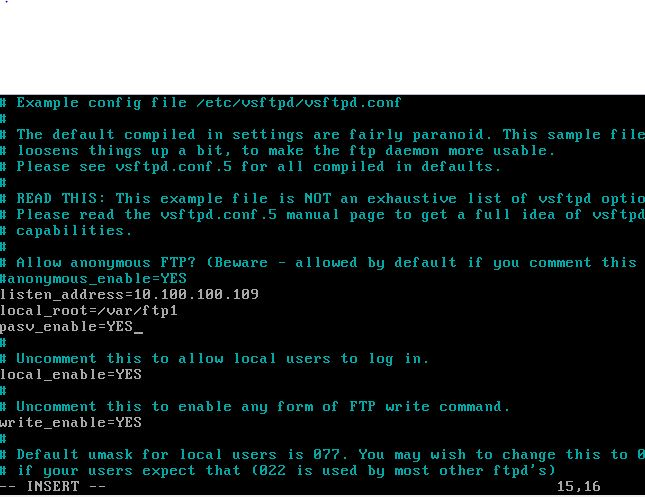 # Example config file /etc/vsftpd/vsftpd.conf
#
# The default compiled in settings are fairly paranoid. This sample file
# loosens things up a bit, to make the ftp daemon more usable.
# Please see vsftpd.conf.5 for all compiled in defaults.
#
# READ THIS: This example file is NOT an exhaustive list of vsftpd optio
# Please read the vsftpd.conf.5 manual page to get a full idea of vsftpd
# capabilities.
#
# Allow anonymous FTP? (Beware - allowed by default if you comment this
#anonymous_enable=YES
listen_address=10.100.100.109
local_root=/var/ftp1
pasv_enable=YES_
#
# Uncomment this to allow local users to log in.
local_enable=YES
#
# Uncomment this to enable any form of FTP write command.
write_enable=YES
#
# Default umask for local users is 077. You may wish to change this to 0
# if your users expect that (022 is used by most other ftpd's)
-- INSERT -- 15,16